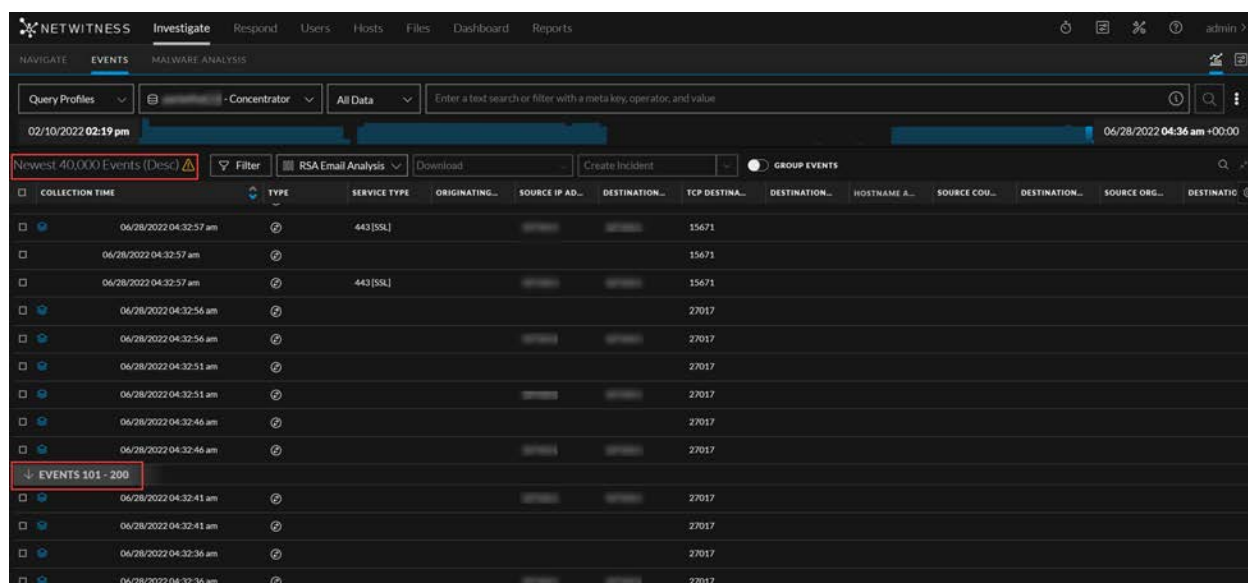 NETWITNESS Investigate Respond Users Hosts Files Dashboard Reports admin >
NAVIGATE EVENTS MALWARE ANALYSIS
Query Profiles - Concentrator All Data Enter a text search or filter with a meta key, operator, and value
02/10/2022 02:19 pm 06/28/2022 04:36 am +00:00
Newest 40,000 Events (Desc) Filter RSA Email Analysis Download Create Incident GROUP EVENTS
COLLECTION TIME TYPE SERVICE TYPE ORIGINATING... SOURCE IP AD... DESTINATION... TCP DESTINA... DESTINATION... HOSTNAME A... SOURCE COU... DESTINATION... SOURCE ORG... DESTINATIO
06/28/2022 04:32:57 am 443 [SSL] 15671
06/28/2022 04:32:57 am 15671
06/28/2022 04:32:57 am 443 [SSL] 15671
06/28/2022 04:32:56 am 27017
06/28/2022 04:32:56 am 27017
06/28/2022 04:32:51 am 27017
06/28/2022 04:32:51 am 27017
06/28/2022 04:32:46 am 27017
06/28/2022 04:32:46 am 27017
↓ EVENTS 101 - 200
06/28/2022 04:32:41 am 27017
06/28/2022 04:32:41 am 27017
06/28/2022 04:32:36 am 27017
06/28/2022 04:32:36 am 27017